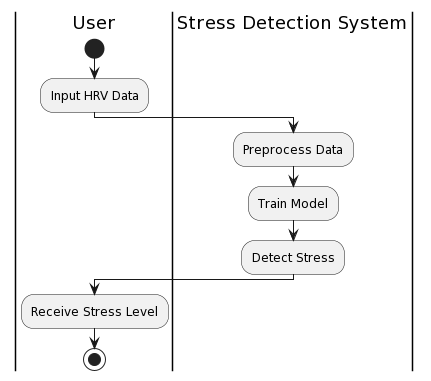 User
Stress Detection System
Input HRV Data
Preprocess Data
Train Model
Detect Stress
Receive Stress Level